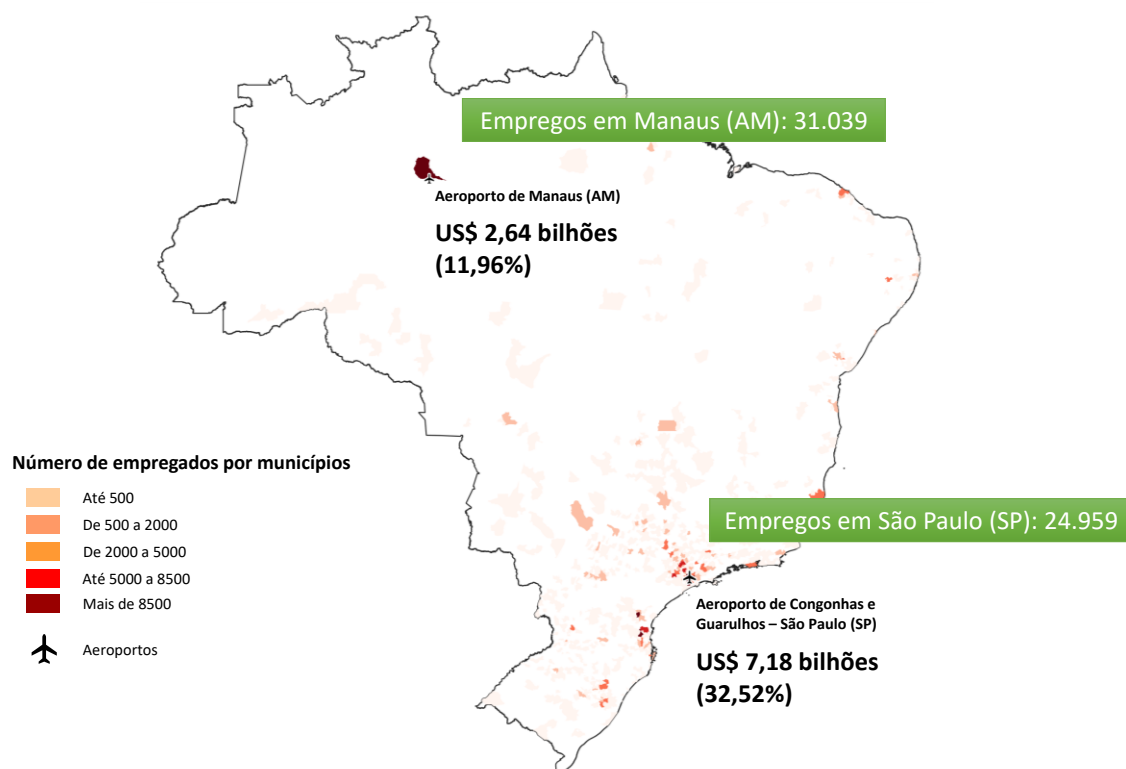 Empregos em Manaus (AM): 31.039
Aeroporto de Manaus (AM)
US$ 2,64 bilhões
(11,96%)
Número de empregados por municípios
Até 500
De 500 a 2000
De 2000 a 5000
Até 5000 a 8500
Mais de 8500
Aeroportos
Empregos em São Paulo (SP): 24.959
Aeroporto de Congonhas e
Guarulhos – São Paulo (SP)
US$ 7,18 bilhões
(32,52%)